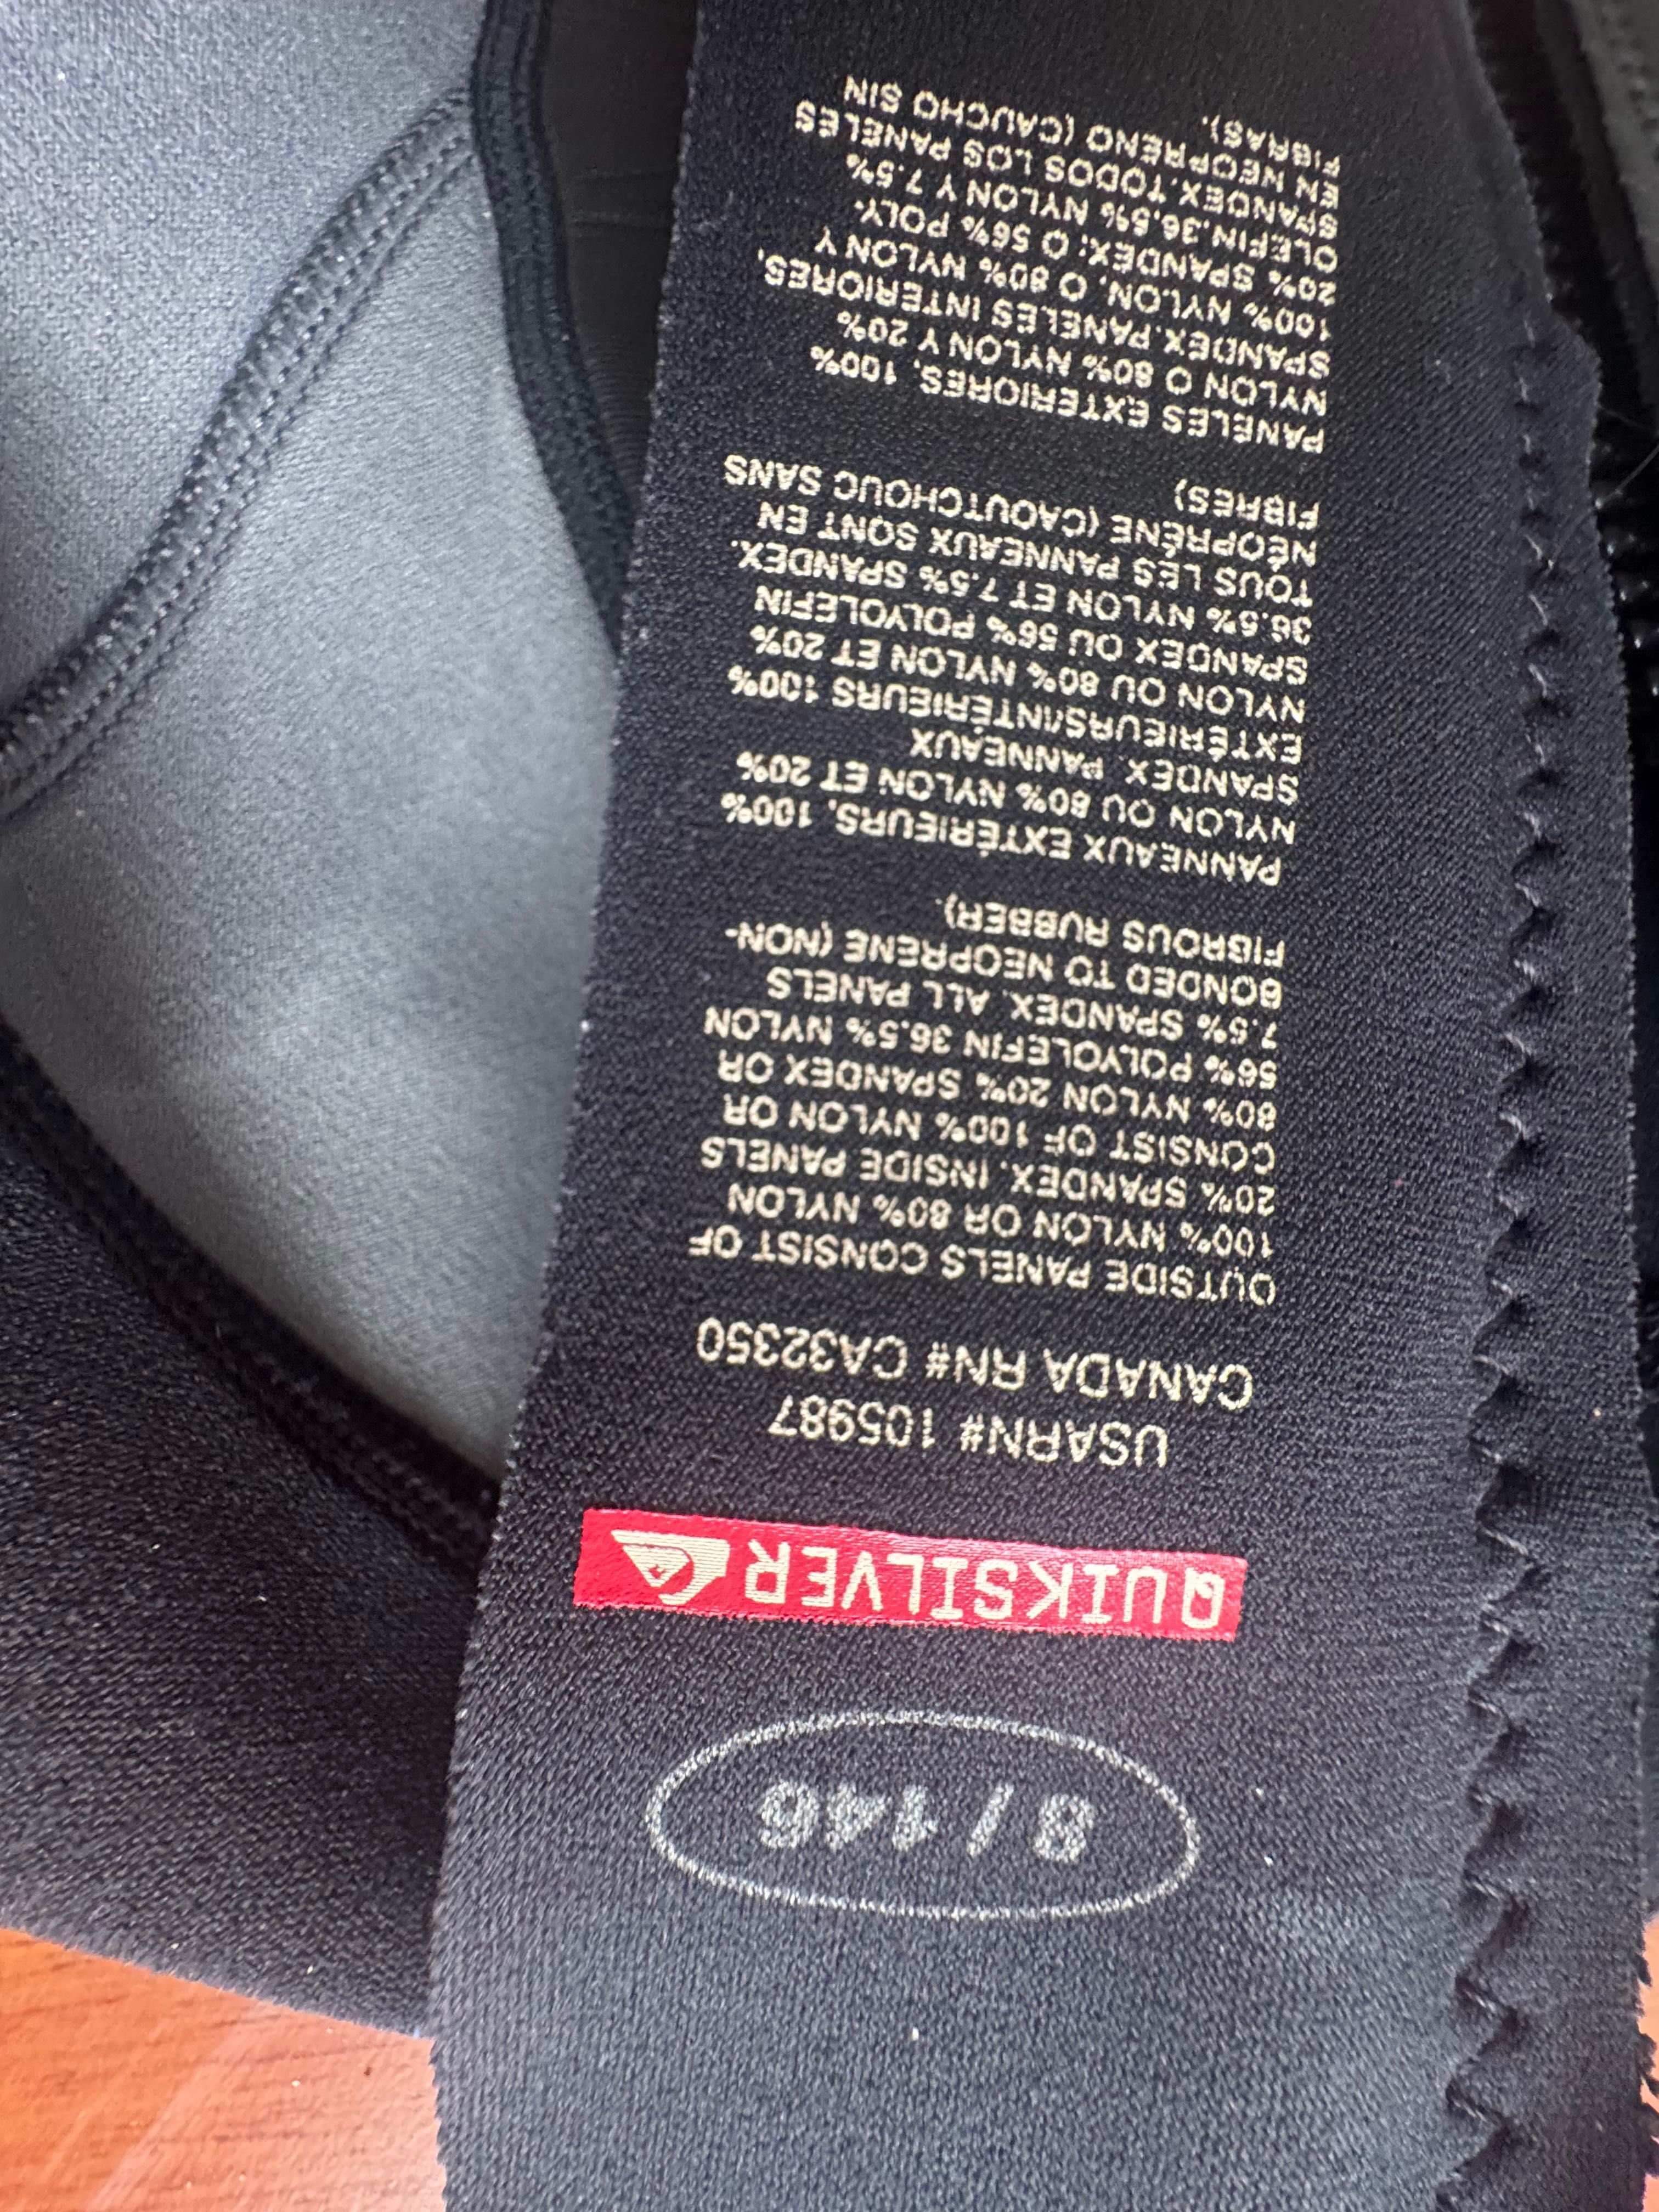 8 / 146
QUIKSILVER
USARN# 105987
CANADA RN# CA32350
OUTSIDE PANELS CONSIST OF
100% NYLON OR 80% NYLON
20% SPANDEX. INSIDE PANELS
CONSIST OF 100% NYLON OR
80% NYLON 20% SPANDEX OR
56% POLYOLEFIN 36.5% NYLON
7.5% SPANDEX. ALL PANELS
BONDED TO NEOPRENE (NON-
FIBROUS RUBBER).
PANNEAUX EXTÉRIEURS, 100%
NYLON OU 80% NYLON ET 20%
SPANDEX. PANNEAUX
EXTÉRIEURS/INTÉRIEURS 100%
NYLON OU 80% NYLON ET 20%
SPANDEX OU 56% POLYOLEFIN
36.5% NYLON ET 7.5% SPANDEX.
TOUS LES PANNEAUX SONT EN
NÉOPRÈNE (CAOUTCHOUC SANS
FIBRES)
PANELES EXTERIORES, 100%
NYLON O 80% NYLON Y 20%
SPANDEX.PANELES INTERIORES,
100% NYLON, O 80% NYLON Y
20% SPANDEX; O 56% POLY.
OLEFIN,36.5% NYLON Y 7.5%
SPANDEX.TODOS LOS PANELES
EN NEOPRENO (CAUCHO SIN
FIBRAS).